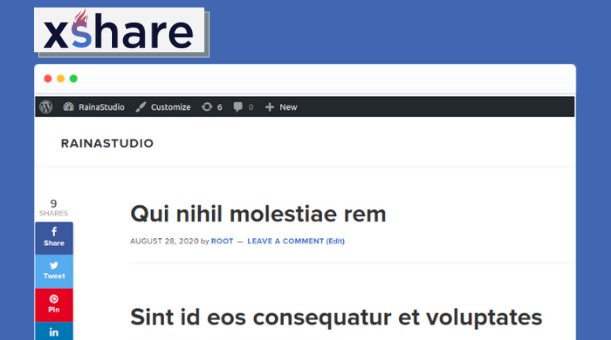 xshare
RainaStudio Customize 6 0 New
RAINASTUDIO
9
SHARES
Qui nihil molestiae rem
f
Share
AUGUST 28, 2020 by ROOT — LEAVE A COMMENT (Edit)
Tweet
Pin
Sint id eos consequatur et voluptates
in